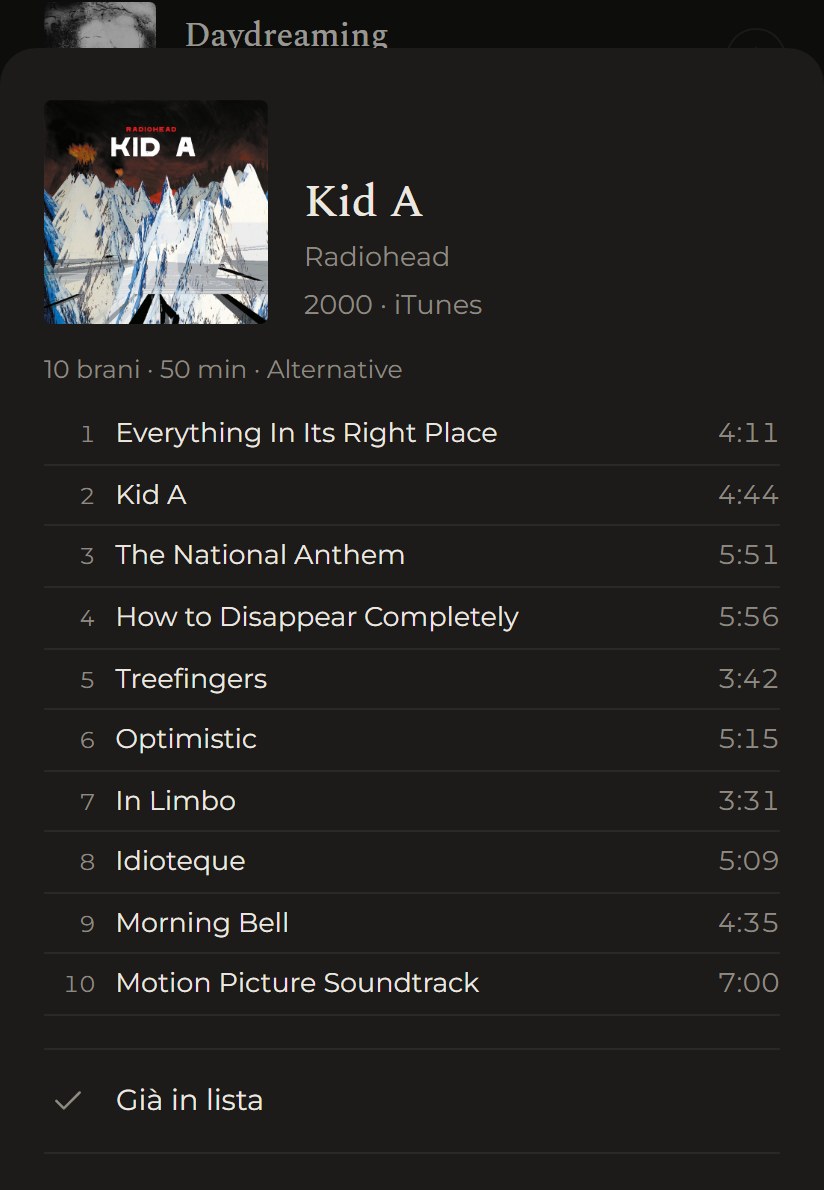 Daydreaming
RADIOHEAD
KID A
Kid A
Radiohead
2000 · iTunes
10 brani · 50 min · Alternative
1 Everything In Its Right Place 4:11
2 Kid A 4:44
3 The National Anthem 5:51
4 How to Disappear Completely 5:56
5 Treefingers 3:42
6 Optimistic 5:15
7 In Limbo 3:31
8 Idioteque 5:09
9 Morning Bell 4:35
10 Motion Picture Soundtrack 7:00
Già in lista